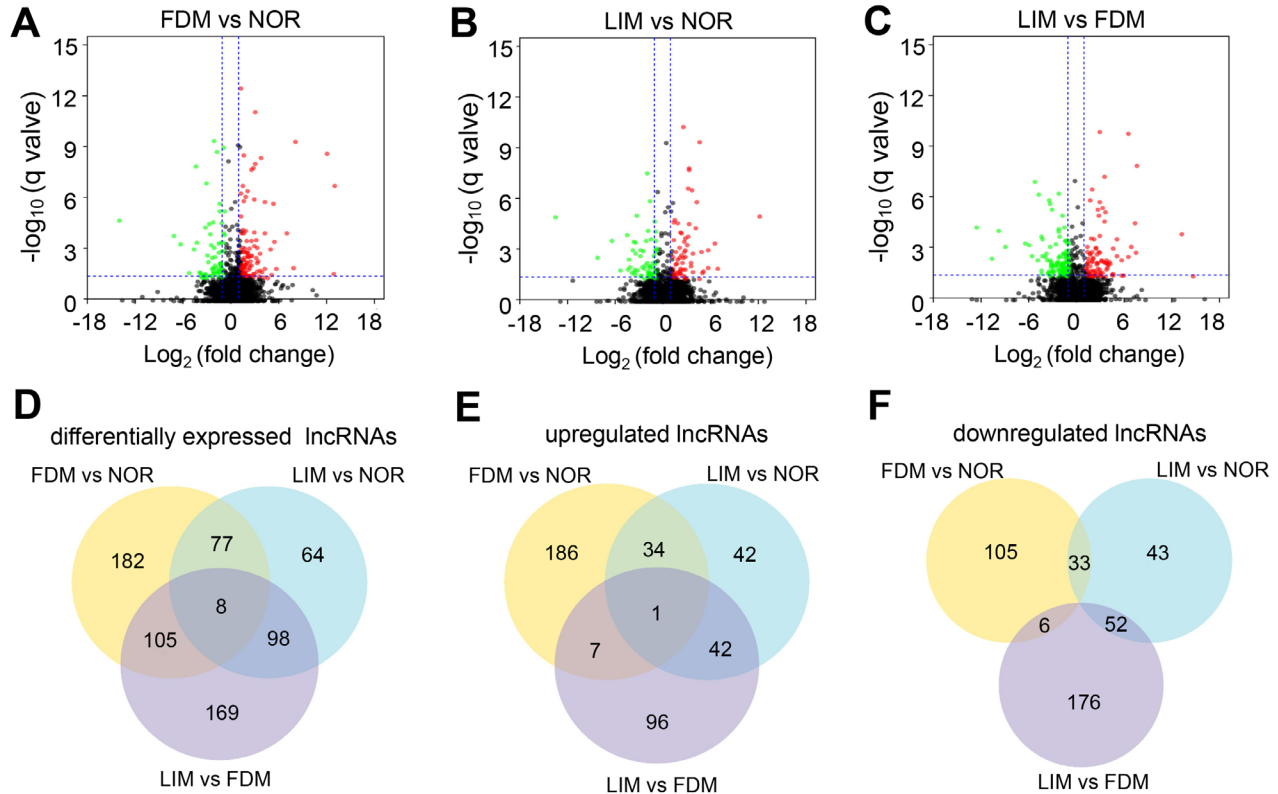 A
FDM vs NOR
15
12
9
6
3
0
-log10 (q valve)
-18 -12 -6 0 6 12 18
Log2 (fold change)
B
LIM vs NOR
15
12
9
6
3
0
-log10 (q valve)
-18 -12 -6 0 6 12 18
Log2 (fold change)
C
LIM vs FDM
15
12
9
6
3
0
-log10 (q valve)
-18 -12 -6 0 6 12 18
Log2 (fold change)
D
differentially expressed lncRNAs
FDM vs NOR
LIM vs NOR
182
77
64
8
105
98
169
LIM vs FDM
E
upregulated lncRNAs
FDM vs NOR
LIM vs NOR
186
34
42
1
7
42
96
LIM vs FDM
F
downregulated lncRNAs
FDM vs NOR
LIM vs NOR
105
33
43
6
52
176
LIM vs FDM